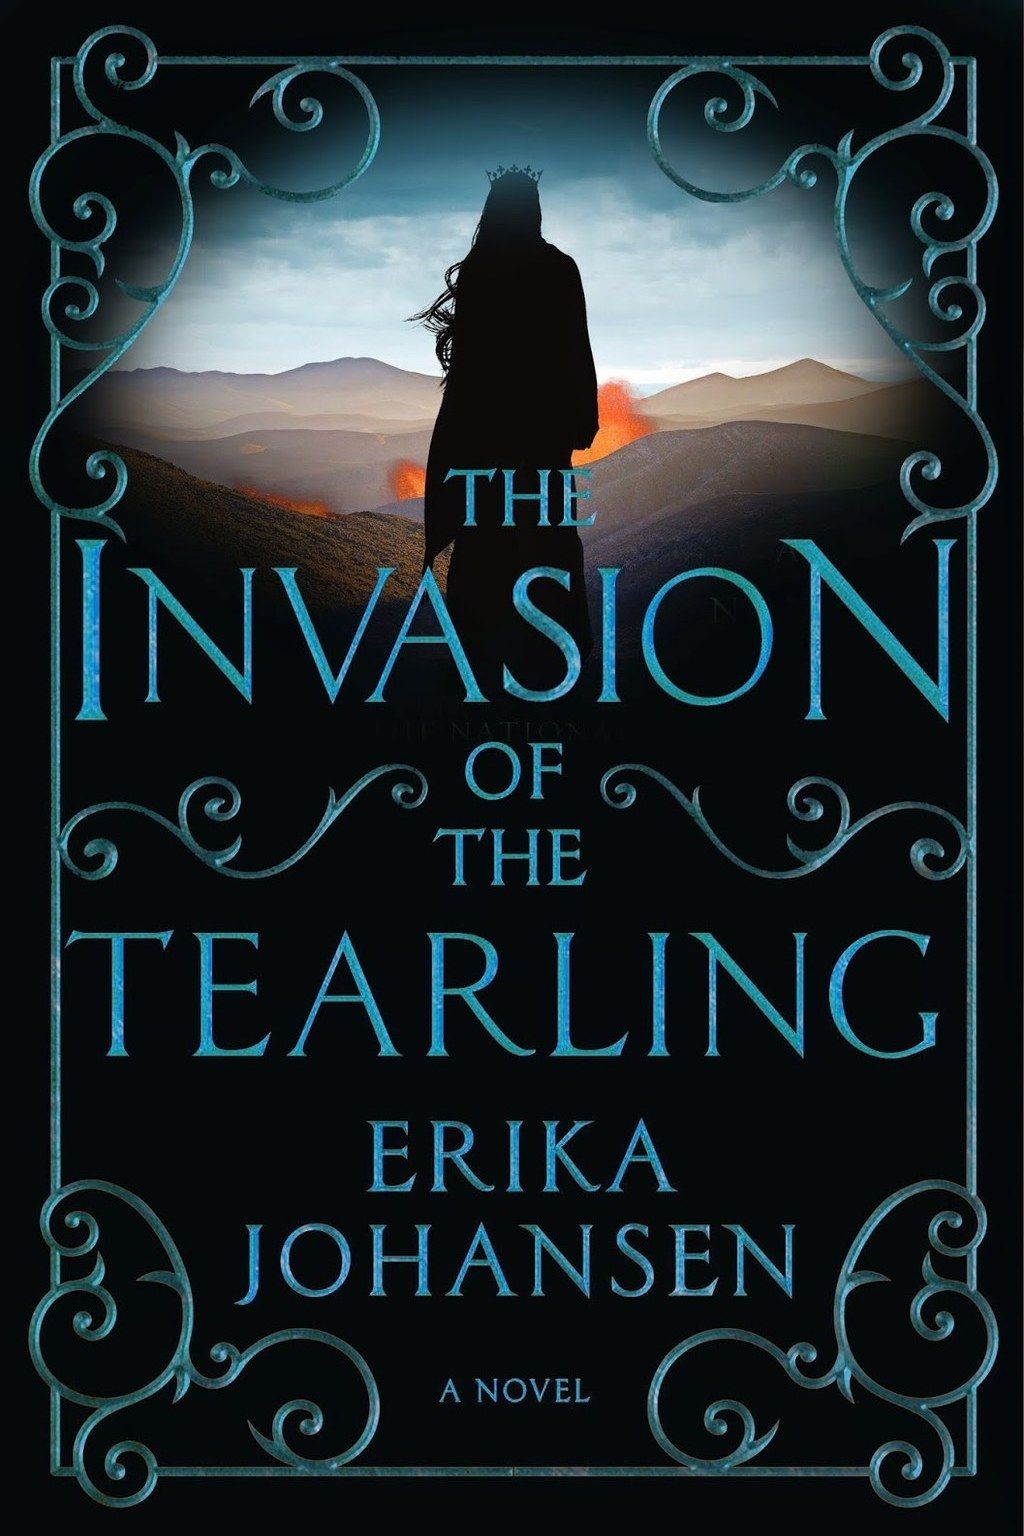 THE
INVASION
OF
THE
TEARLING
ERIKA
JOHANSEN
A NOVEL